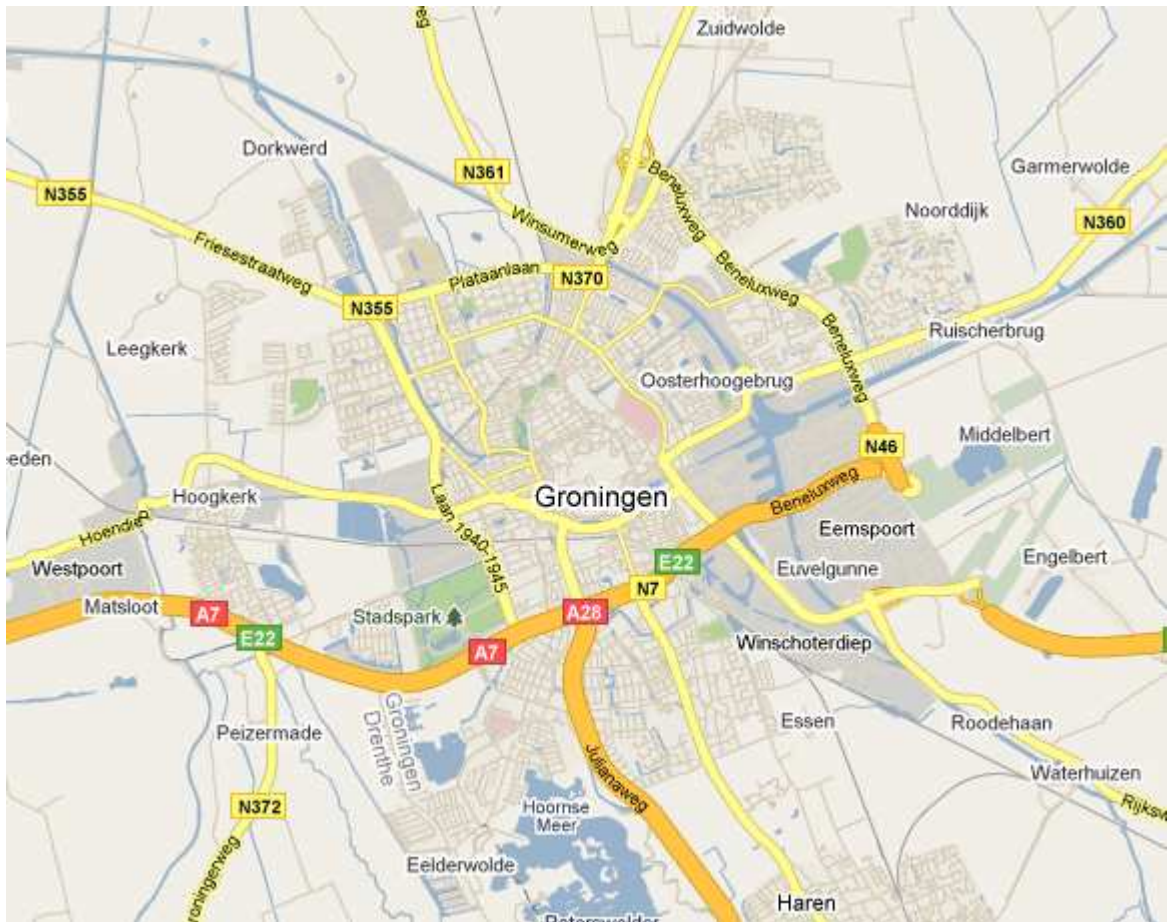 Zuidwolde
Dorkwerd
N361
Beneluxweg
Garmerwolde
N355
Noorddijk
N360
Winsumerweg
Beneluxweg
Friesestraatweg
Plataanlaan
N370
Beneluxweg
N355
Beneluxweg
Ruischerbrug
Leegkerk
Oosterhoogebrug
Middelbert
N46
Hoogkerk
Groningen
Beneluxweg
Laan 1940-1945
Eemspoort
Westpoort
E22
Euvelgunne
Engelbert
N7
Matsloot
A7
Stadspark
A28
E22
A7
Winschoterdiep
Peizermade
Groningen
Drenthe
Essen
Roodehaan
Julianaweg
Waterhuizen
N372
Hoornse
Meer
Eelderwolde
Haren